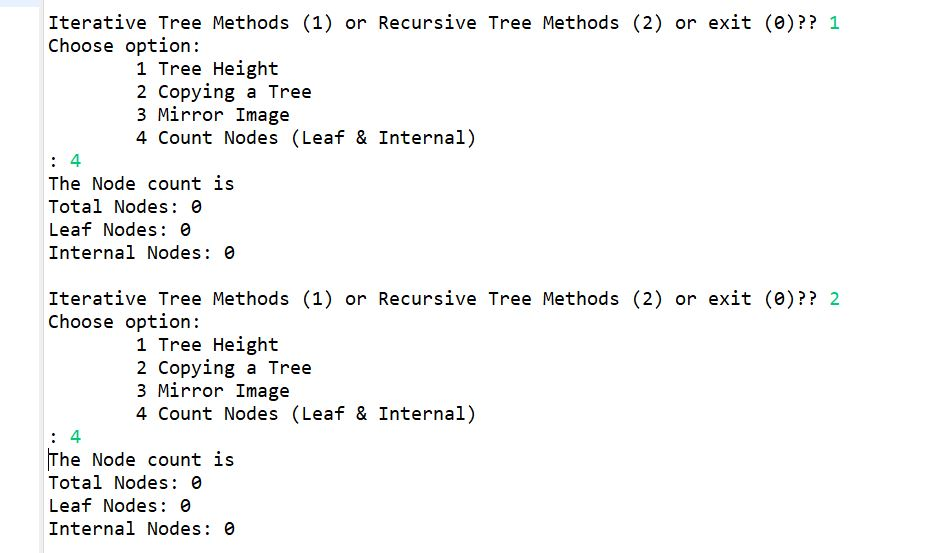 Iterative Tree Methods (1) or Recursive Tree Methods (2) or exit (0)?? 1
Choose option:
1 Tree Height
2 Copying a Tree
3 Mirror Image
4 Count Nodes (Leaf & Internal)
: 4
The Node count is
Total Nodes: 0
Leaf Nodes: 0
Internal Nodes: 0
Iterative Tree Methods (1) or Recursive Tree Methods (2) or exit (0)?? 2
Choose option:
1 Tree Height
2 Copying a Tree
3 Mirror Image
4 Count Nodes (Leaf & Internal)
: 4
The Node count is
Total Nodes: 0
Leaf Nodes: 0
Internal Nodes: 0